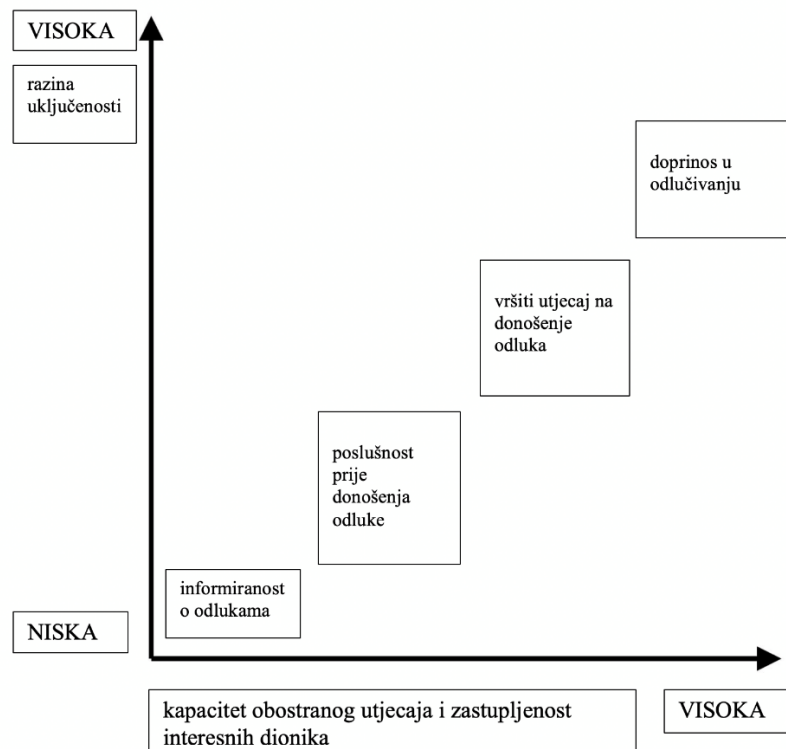 VISOKA
razina
uključenosti
doprinos u
odlučivanju
vršiti utjecaj na
donošenje
odluka
poslušnost
prije
donošenja
odluke
informiranost
o odlukama
NISKA
kapacitet obostranog utjecaja i zastupljenost
interesnih dionika
VISOKA